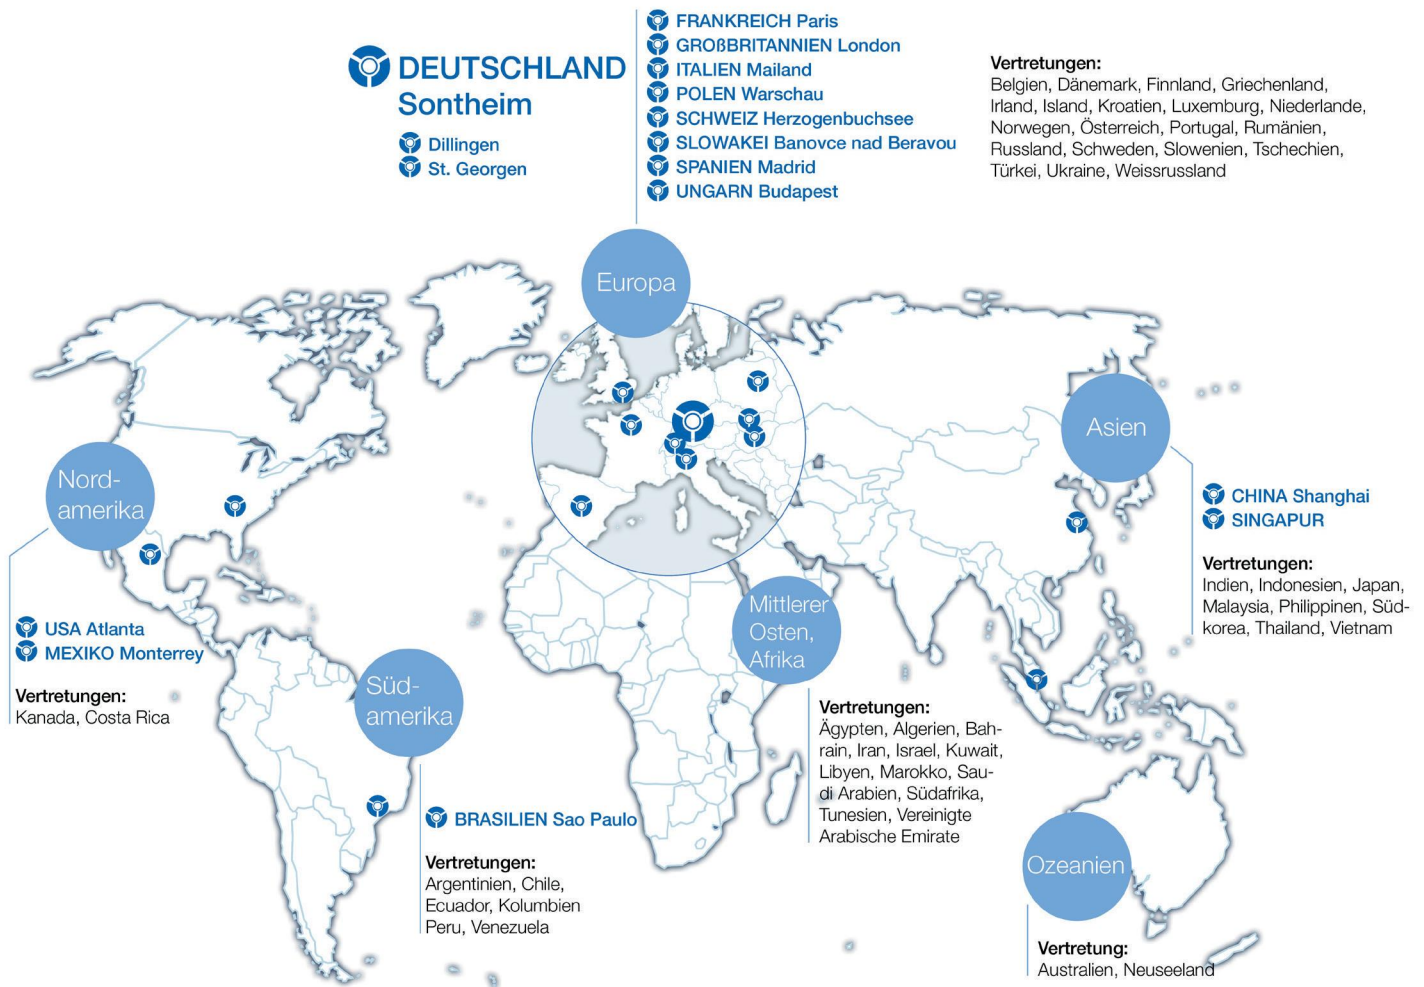 DEUTSCHLAND
Sontheim
Dillingen
St. Georgen
FRANKREICH Paris
GROßBRITANNIEN London
ITALIEN Mailand
POLEN Warschau
SCHWEIZ Herzogenbuchsee
SLOWAKEI Banovce nad Beravou
SPANIEN Madrid
UNGARN Budapest
Vertretungen:
Belgien, Dänemark, Finnland, Griechenland,
Irland, Island, Kroatien, Luxemburg, Niederlande,
Norwegen, Österreich, Portugal, Rumänien,
Russland, Schweden, Slowenien, Tschechien,
Türkei, Ukraine, Weissrussland
Europa
Asien
CHINA Shanghai
SINGAPUR
Vertretungen:
Indien, Indonesien, Japan,
Malaysia, Philippinen, Süd-
korea, Thailand, Vietnam
Nord-
amerika
USA Atlanta
MEXIKO Monterrey
Vertretungen:
Kanada, Costa Rica
Süd-
amerika
BRASILIEN Sao Paulo
Vertretungen:
Argentinien, Chile,
Ecuador, Kolumbien
Peru, Venezuela
Mittlerer
Osten,
Afrika
Vertretungen:
Ägypten, Algerien, Bah-
rain, Iran, Israel, Kuwait,
Libyen, Marokko, Sau-
di Arabien, Südafrika,
Tunesien, Vereinigte
Arabische Emirate
Ozeanien
Vertretung:
Australien, Neuseeland